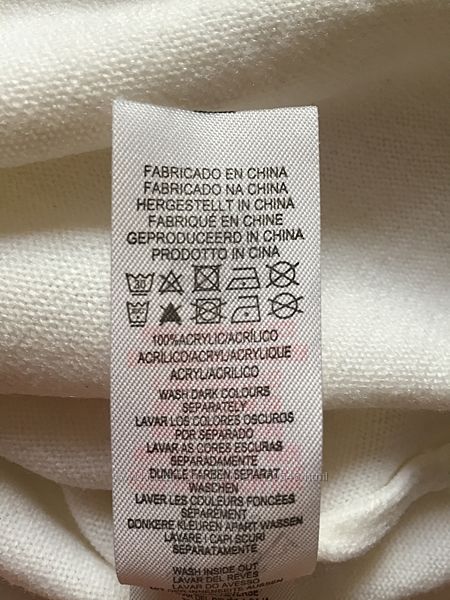 FABRICADO EN CHINA
FABRICADO NA CHINA
HERGESTELLT IN CHINA
FABRIQUÉ EN CHINE
GEPRODUCEERD IN CHINA
PRODOTTO IN CINA
100%ACRYLIC/ACRÍLICO
ACRÍLICO/ACRYL/ACRYLIQUE
ACRYL/ACRILICO
WASH DARK COLOURS
SEPARATELY
LAVAR LOS COLORES OSCUROS
POR SEPARADO
LAVAR AS CORES ESCURAS
SEPARADAMENTE
DUNKLE FARBEN SEPARAT
WASCHEN
LAVER LES COULEURS FONCÉES
SÉPARÉMENT
DONKERE KLEUREN APART WASSEN
LAVARE I CAPI SCURI
SEPARATAMENTE
WASH INSIDE OUT
LAVAR DEL REVÉS
LAVAR DO AVESSO